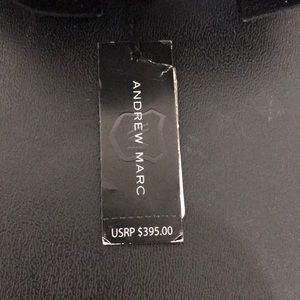 ANDREW MARC
USRP $395.00